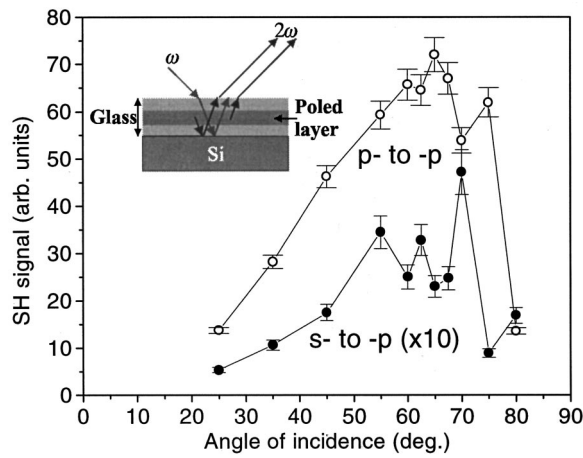 80
70
60
50
40
30
20
10
0
SH signal (arb. units)
ω
2ω
Glass
Poled
layer
Si
p- to -p
s- to -p (x10)
0 10 20 30 40 50 60 70 80 90
Angle of incidence (deg.)